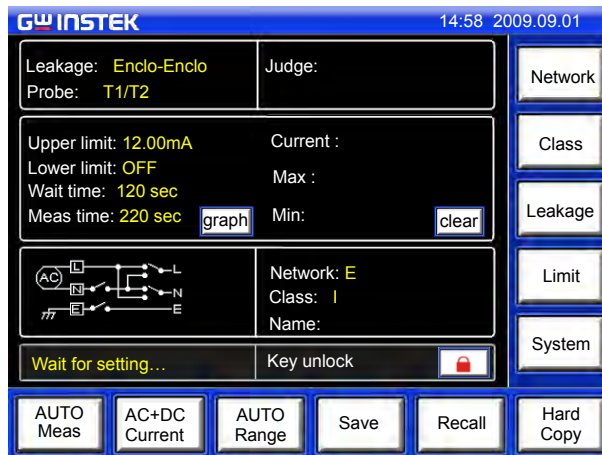 GW INSTEK 14:58 2009.09.01
Leakage: Enclo-Enclo
Probe: T1/T2
Judge:
Network
Upper limit: 12.00mA
Lower limit: OFF
Wait time: 120 sec
Meas time: 220 sec graph
Current :
Max :
Min: clear
Class
Leakage
AC L N E L N E
Network: E
Class: I
Name:
Limit
Wait for setting...
Key unlock
System
AUTO Meas
AC+DC Current
AUTO Range
Save
Recall
Hard Copy